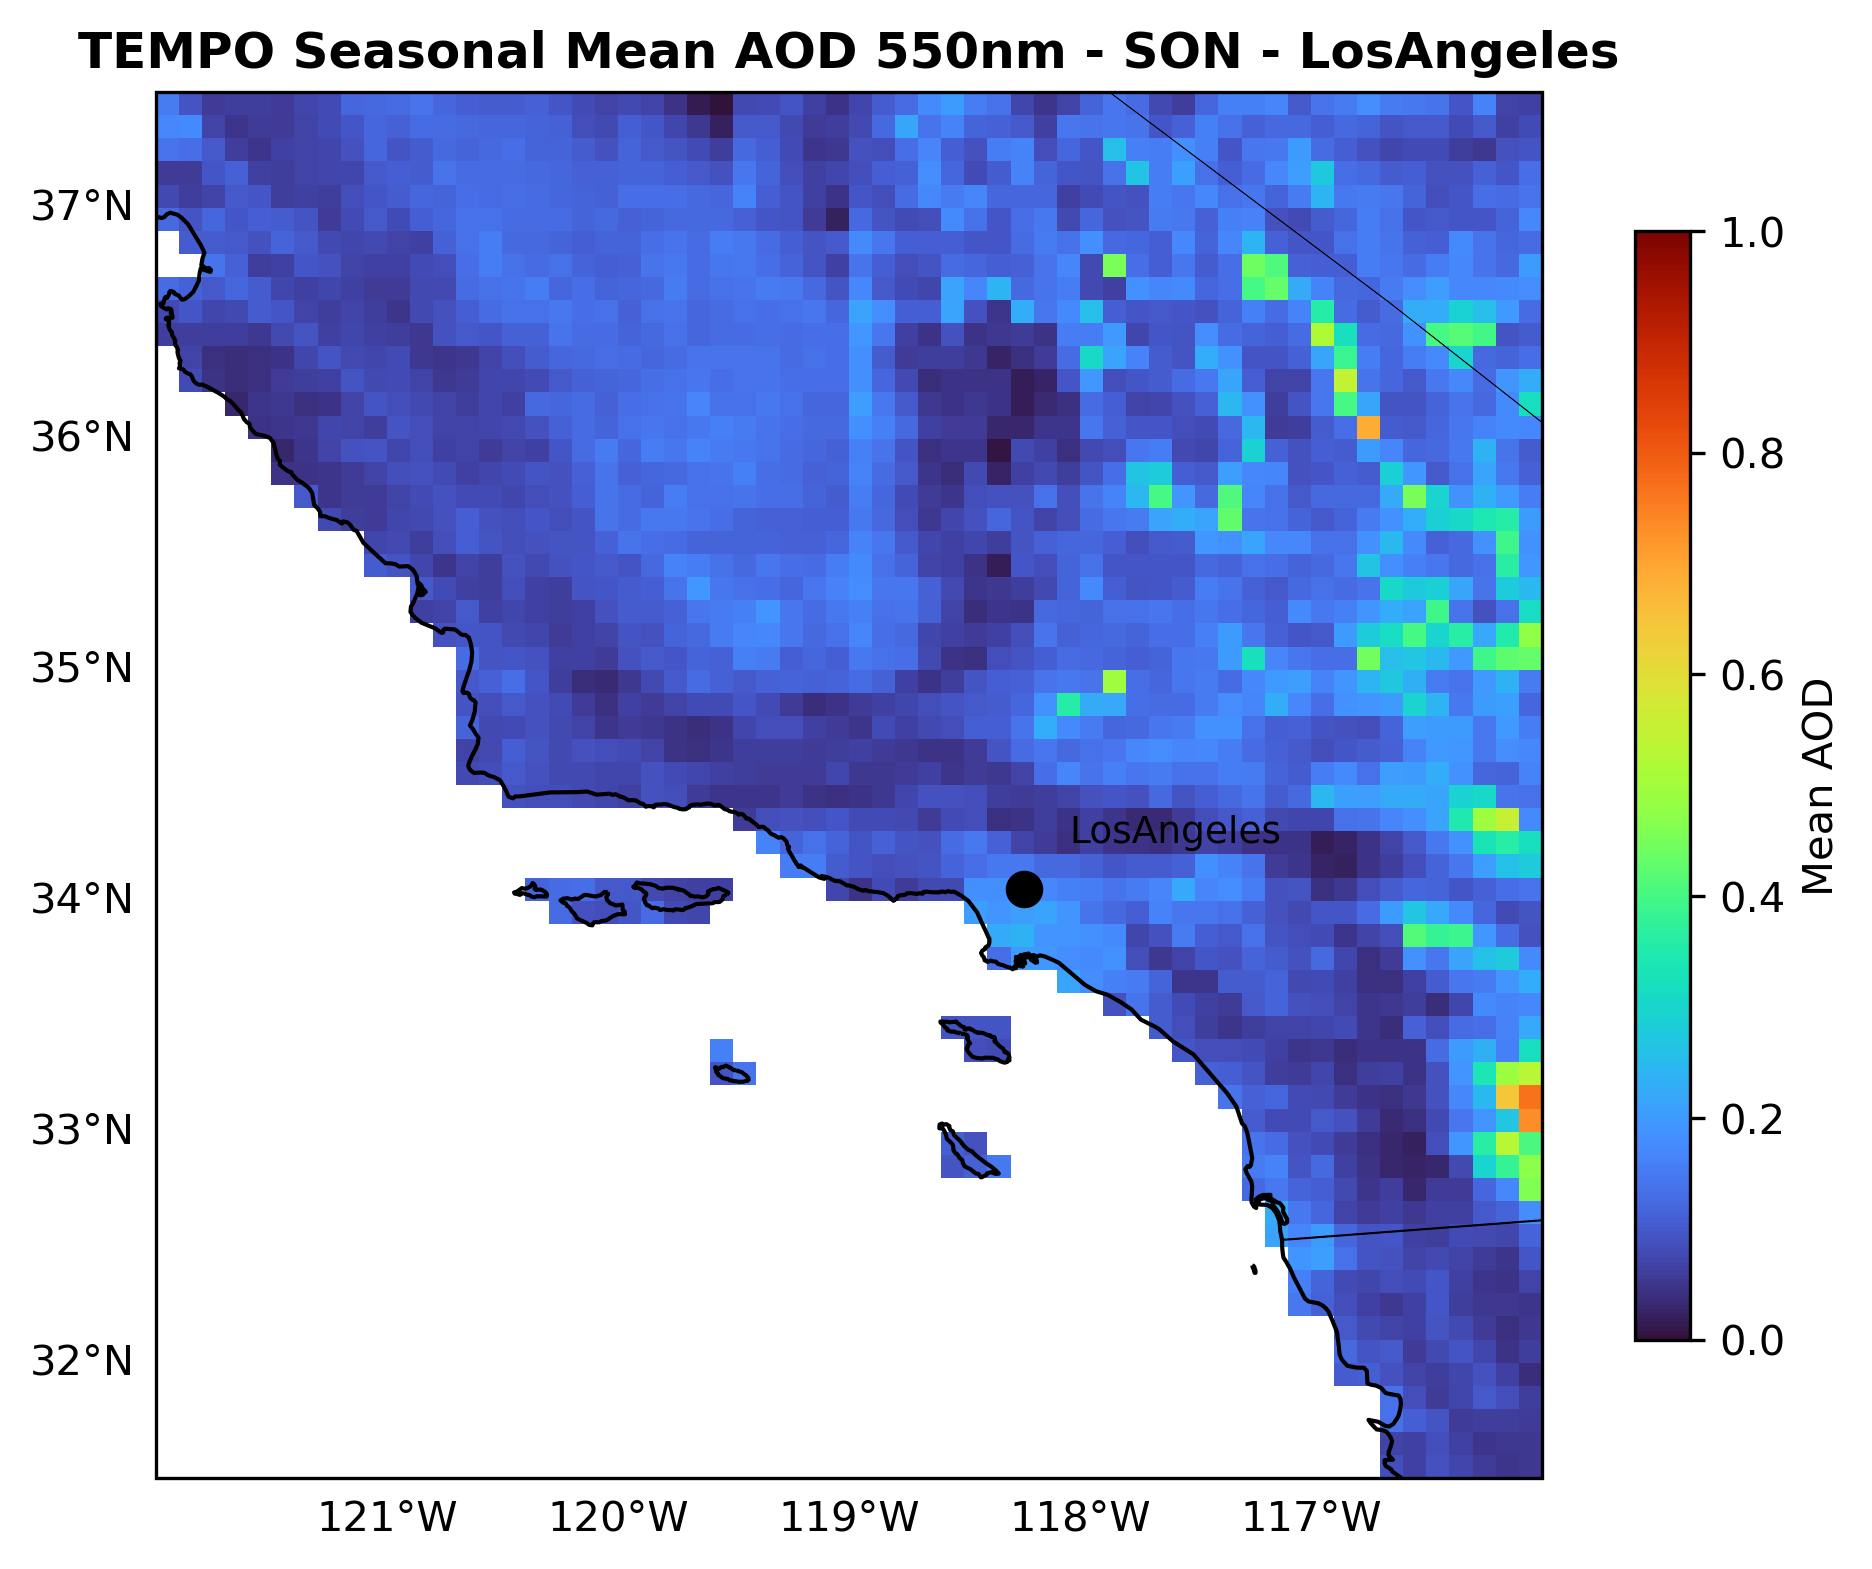 TEMPO Seasonal Mean AOD 550nm - SON - LosAngeles
37°N
36°N
35°N
34°N
33°N
32°N
121°W
120°W
119°W
118°W
117°W
LosAngeles
1.0
0.8
0.6
0.4
0.2
0.0
Mean AOD